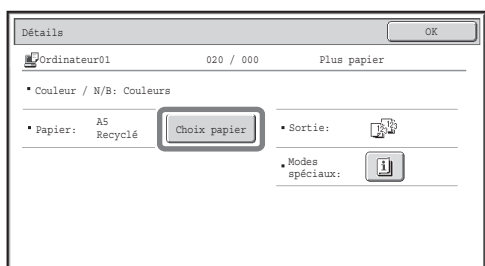 Détails
OK
Ordinateur01 020 / 000 Plus papier
▪ Couleur / N/B: Couleurs
▪ Papier: A5 Recyclé
Choix papier
▪ Sortie:
▪ Modes spéciaux: